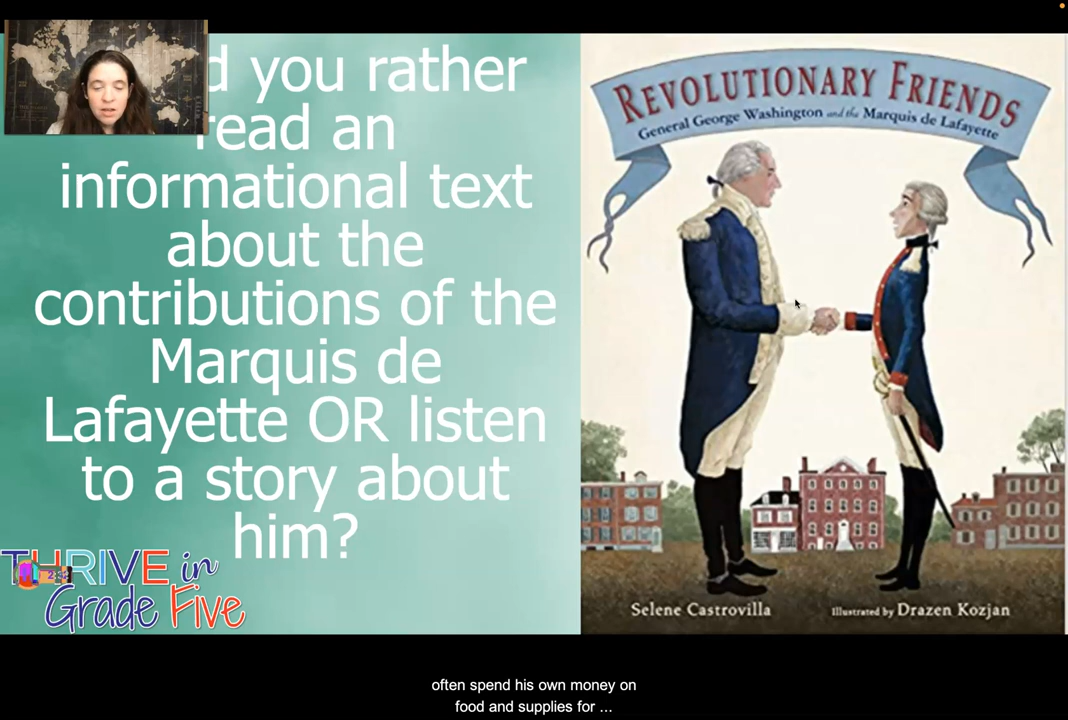 d you rather
read an
informational text
about the
contributions of the
Marquis de
Lafayette OR listen
to a story about
him?
THRIVE in
Grade Five
REVOLUTIONARY FRIENDS
General George Washington and the Marquis de Lafayette
Selene Castrovilla
Illustrated by Drazen Kozjan
often spend his own money on
food and supplies for ...